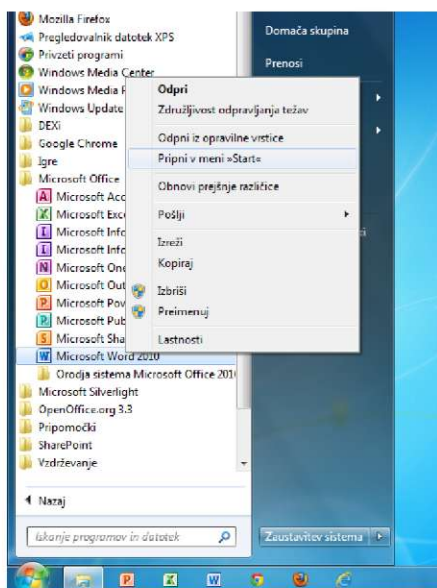 Mozilla Firefox
Pregledovalnik datotek XPS
Privzeti programi
Windows Media Center
Windows Media
Windows Update
DEXi
Google Chrome
Igre
Microsoft Office
Microsoft Acc
Microsoft Exce
Microsoft Info
Microsoft Info
Microsoft One
Microsoft Out
Microsoft Pov
Microsoft Pub
Microsoft Sha
Microsoft Word 2010
Orodja sistema Microsoft Office 201
Microsoft Silverlight
OpenOffice.org 3.3
Pripomočki
SharePoint
Vzdrževanje
Nazaj
Iskanje programov in datotek
Domača skupina
Prenosi
Odpri
Združljivost odpravljanja težav
Odpni iz opravilne vrstice
Pripni v meni »Start«
Obnovi prejšnje različice
Pošlji
Izreži
Kopiraj
Izbriši
Preimenuj
Lastnosti
Zaustavitev sistema